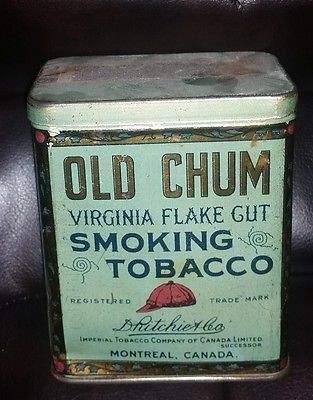 OLD CHUM
VIRGINIA FLAKE CUT
SMOKING
TOBACCO
REGISTERED TRADE MARK
D Ritchie & Co
IMPERIAL TOBACCO COMPANY OF CANADA LIMITED
SUCCESSOR
MONTREAL, CANADA.